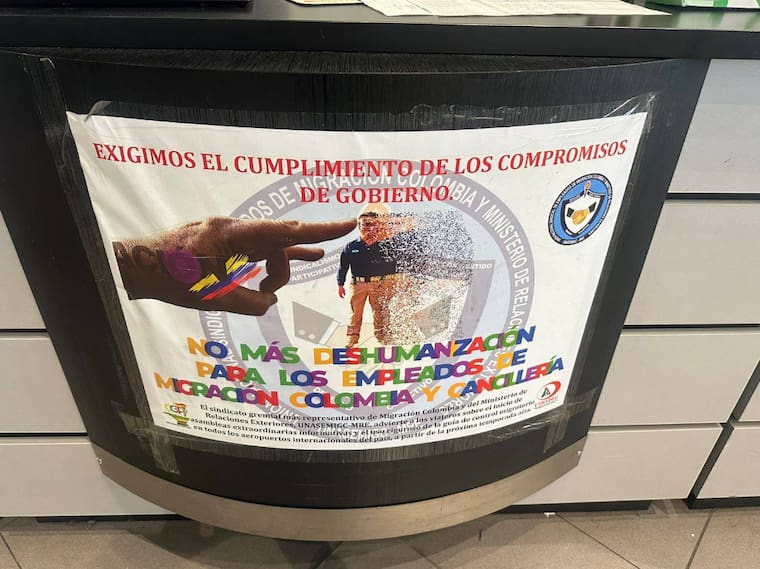 EXIGIMOS EL CUMPLIMIENTO DE LOS COMPROMISOS
DE GOBIERNO.
NO MÁS DESHUMANZACIÓN
PARA LOS EMPLEADOS DE
MIGRACIÓN COLOMBIA Y CANCILLERÍA
El sindicato gremial más representativo de Migración Colombia y del Ministerio de
Relaciones Exteriores, UNASEMIGC-MRE, advierte a los viajeros sobre el inicio de
asambleas extraordinarias informativas y el uso riguroso de la guía de control migratorio,
en todos los aeropuertos internacionales del país, a partir de la próxima temporada alta.